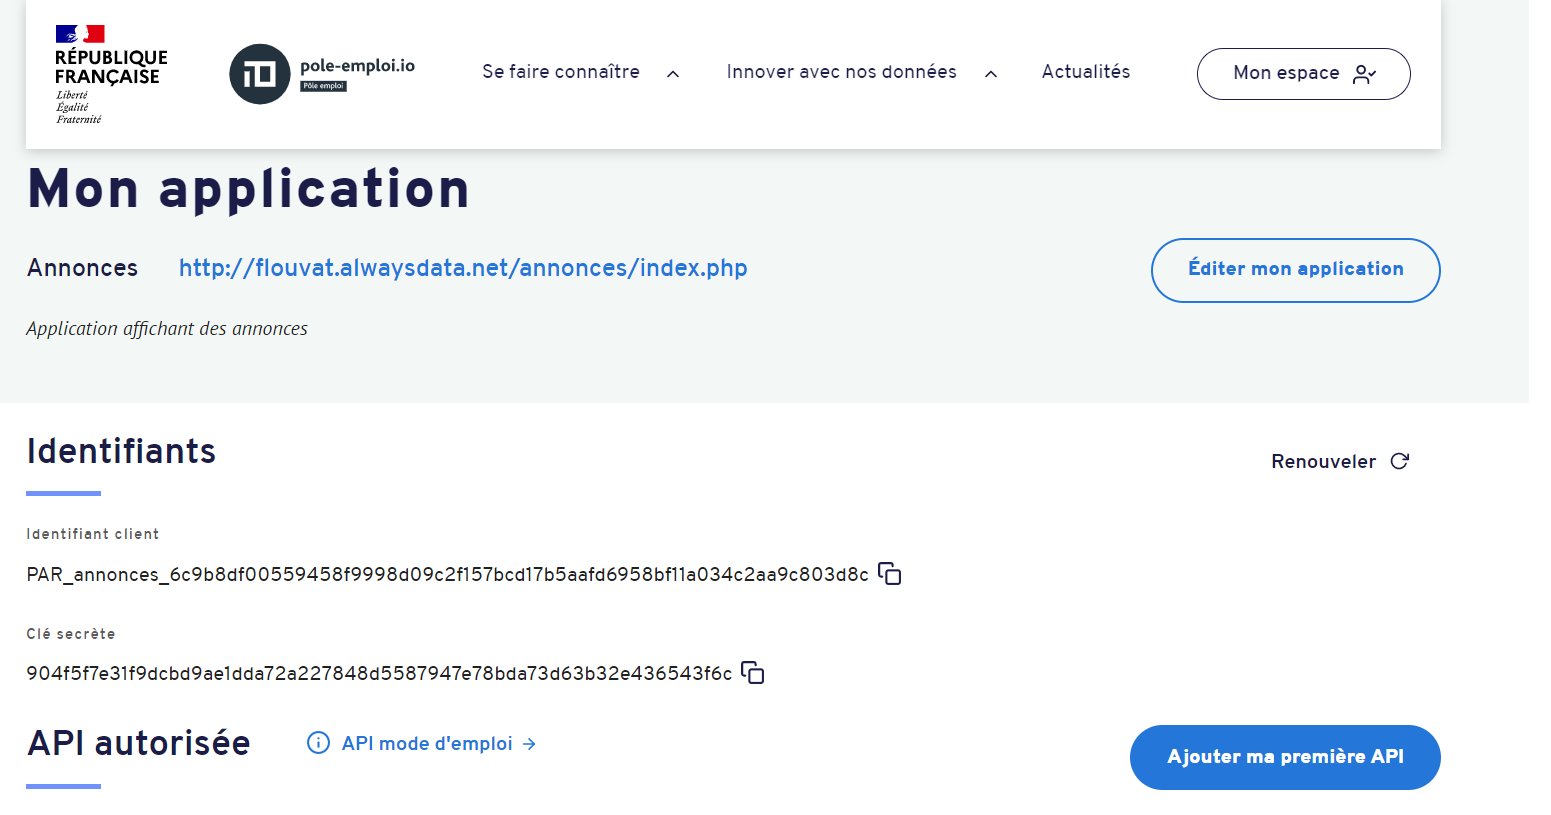 RÉPUBLIQUE
FRANÇAISE
Liberté
Égalité
Fraternité
pole-emploi.io
Pôle emploi
Se faire connaître
Innover avec nos données
Actualités
Mon espace
Mon application
Annonces http://flouvat.alwaysdata.net/annonces/index.php
Éditer mon application
Application affichant des annonces
Identifiants
Renouveler
Identifiant client
PAR_annonces_6c9b8df00559458f9998d09c2f157bcd17b5aafd6958bf11a034c2aa9c803d8c
Clé secrète
904f5f7e31f9dcbd9ae1dda72a227848d5587947e78bda73d63b32e436543f6c
API autorisée
API mode d'emploi
Ajouter ma première API